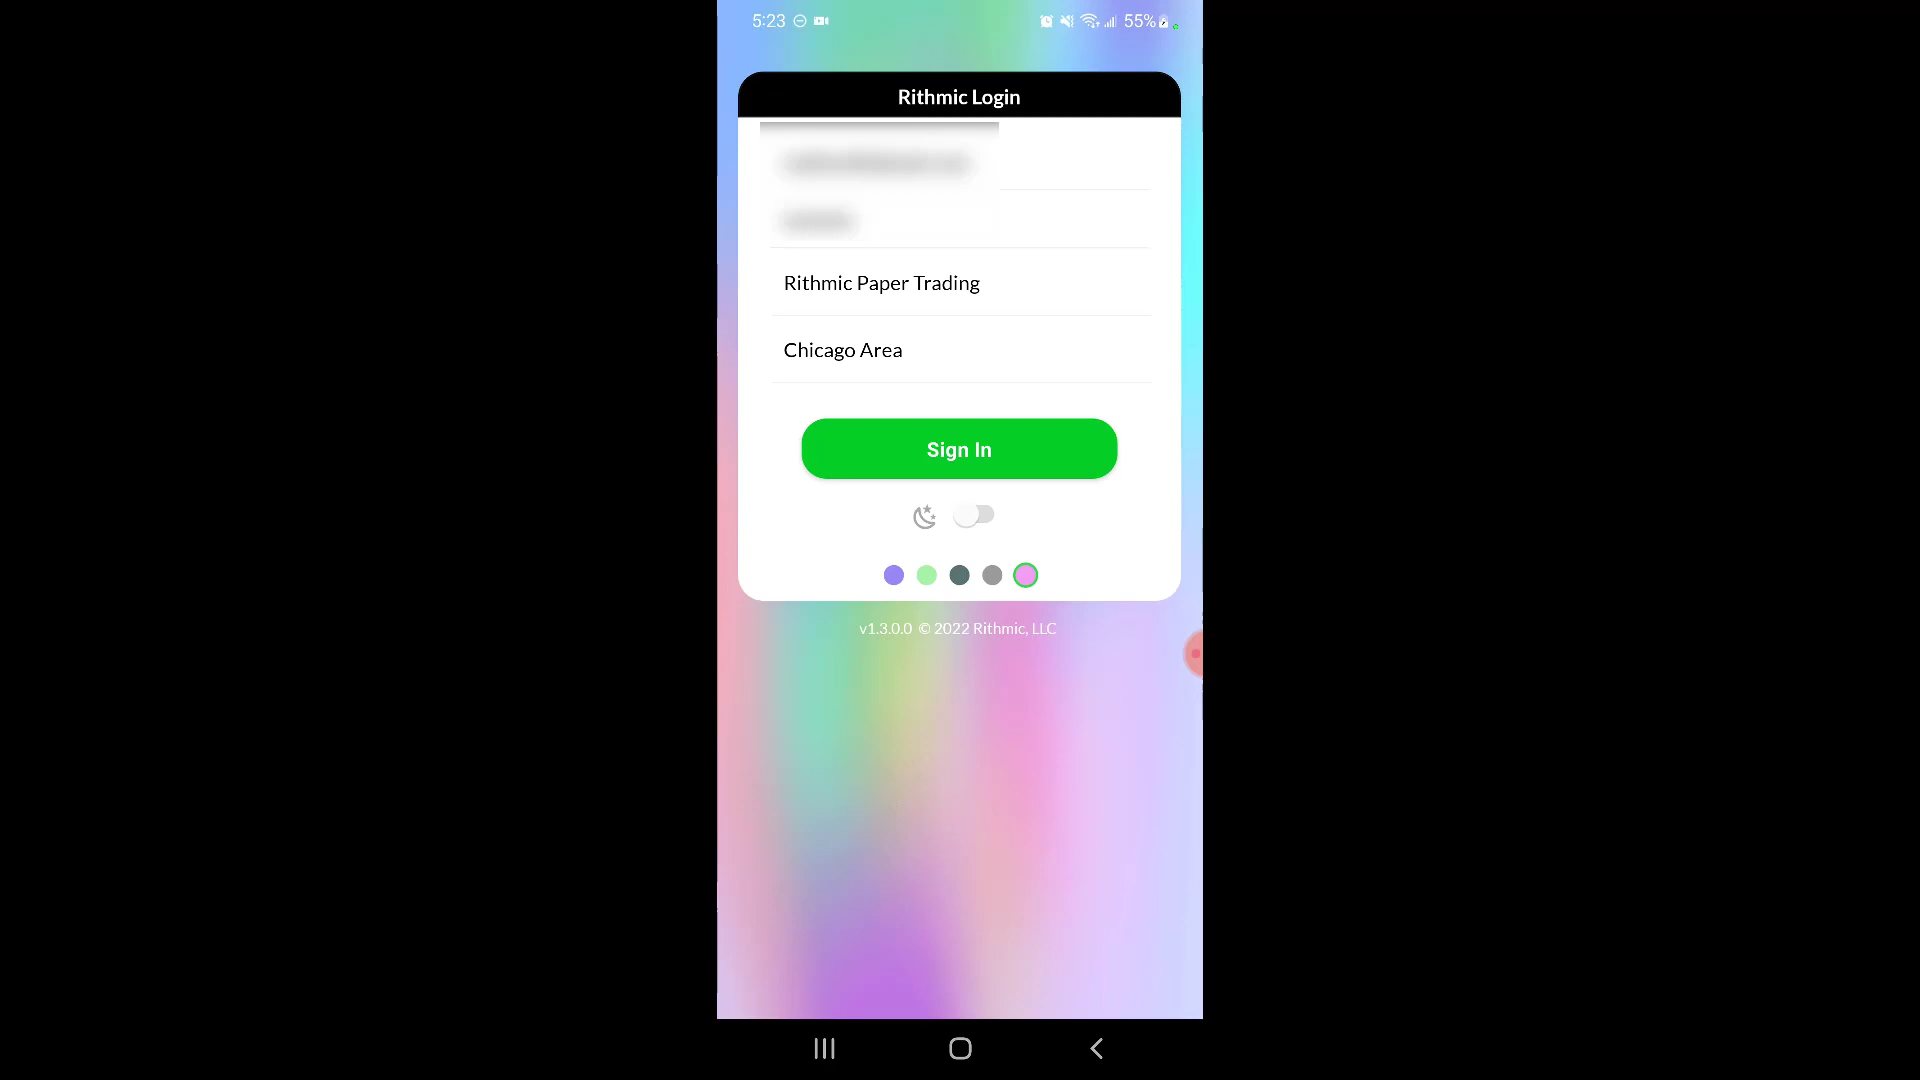 5:23
55%
Rithmic Login
Rithmic Paper Trading
Chicago Area
Sign In
v1.3.0.0 © 2022 Rithmic, LLC